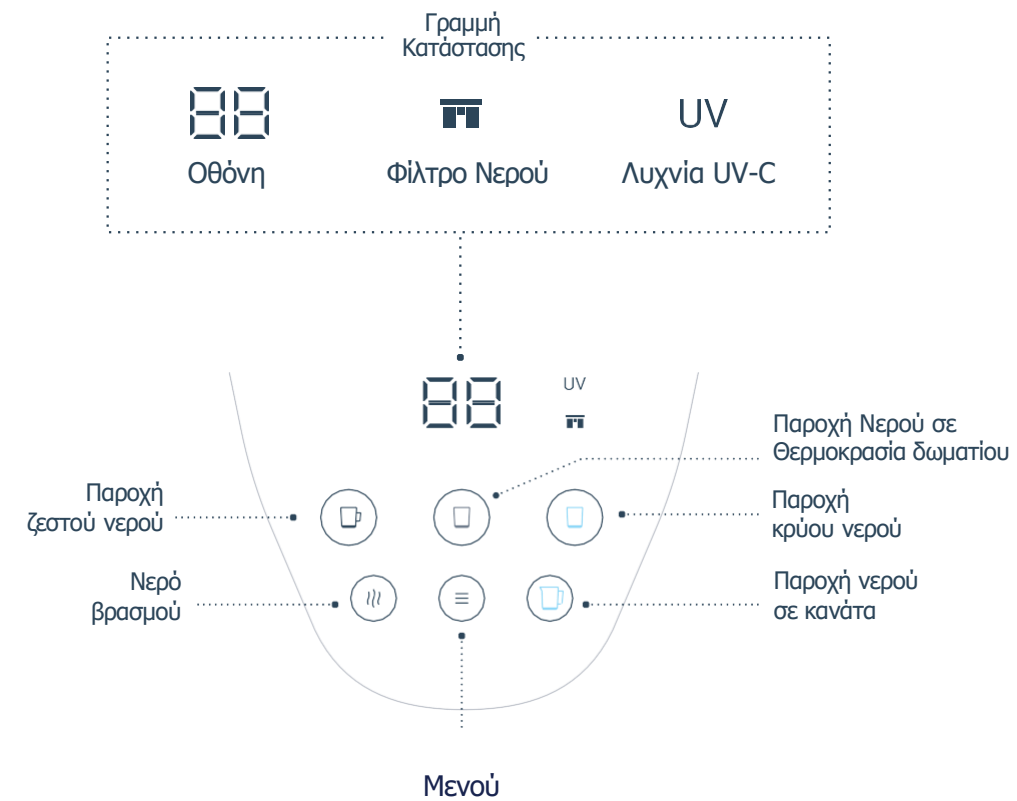 Γραμμή
Κατάστασης
88
UV
Οθόνη
Φίλτρο Νερού
Λυχνία UV-C
88
UV
Παροχή Νερού σε
Θερμοκρασία δωματίου
Παροχή
ζεστού νερού
Παροχή
κρύου νερού
Νερό
βρασμού
Παροχή νερού
σε κανάτα
Μενού